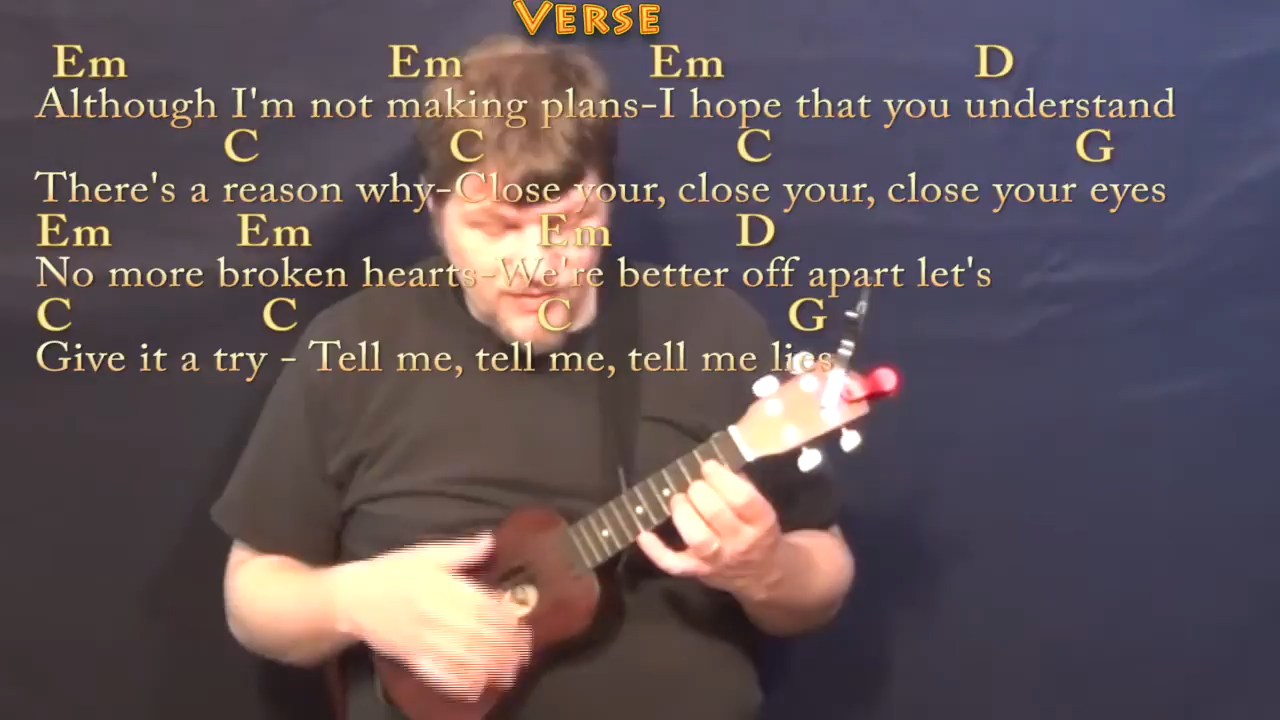 VERSE
Em Em Em D
Although I'm not making plans-I hope that you understand
C C C G
There's a reason why-Close your, close your, close your eyes
Em Em Em D
No more broken hearts-We're better off apart let's
C C C G
Give it a try - Tell me, tell me, tell me lies